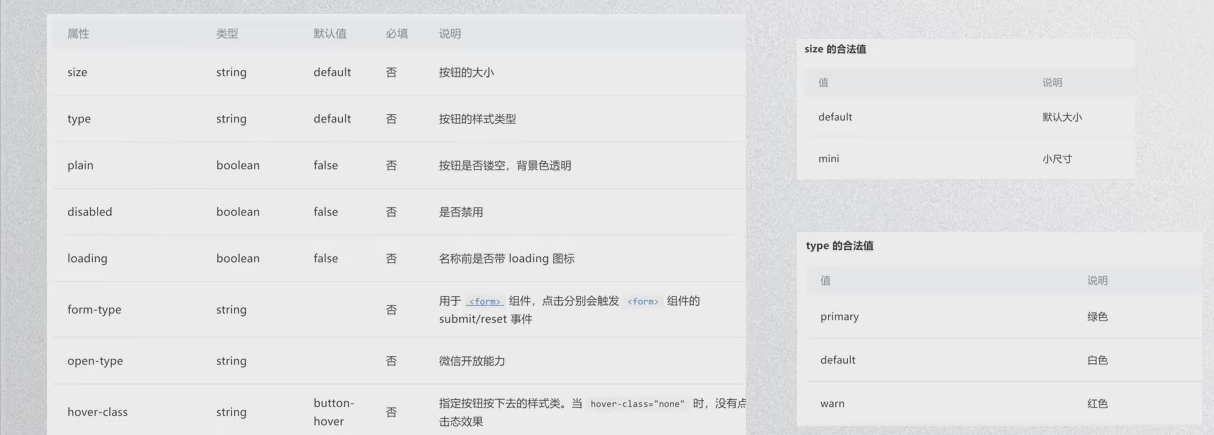 属性 类型 默认值 必填 说明
size string default 否 按钮的大小
type string default 否 按钮的样式类型
plain boolean false 否 按钮是否镂空，背景色透明
disabled boolean false 否 是否禁用
loading boolean false 否 名称前是否带 loading 图标
form-type string 否 用于 <form> 组件，点击分别会触发 <form> 组件的
submit/reset 事件
open-type string 否 微信开放能力
hover-class string button-
hover 否 指定按钮按下去的样式类。当 hover-class="none" 时，没有点
击态效果
size 的合法值
值 说明
default 默认大小
mini 小尺寸
type 的合法值
值 说明
primary 绿色
default 白色
warn 红色